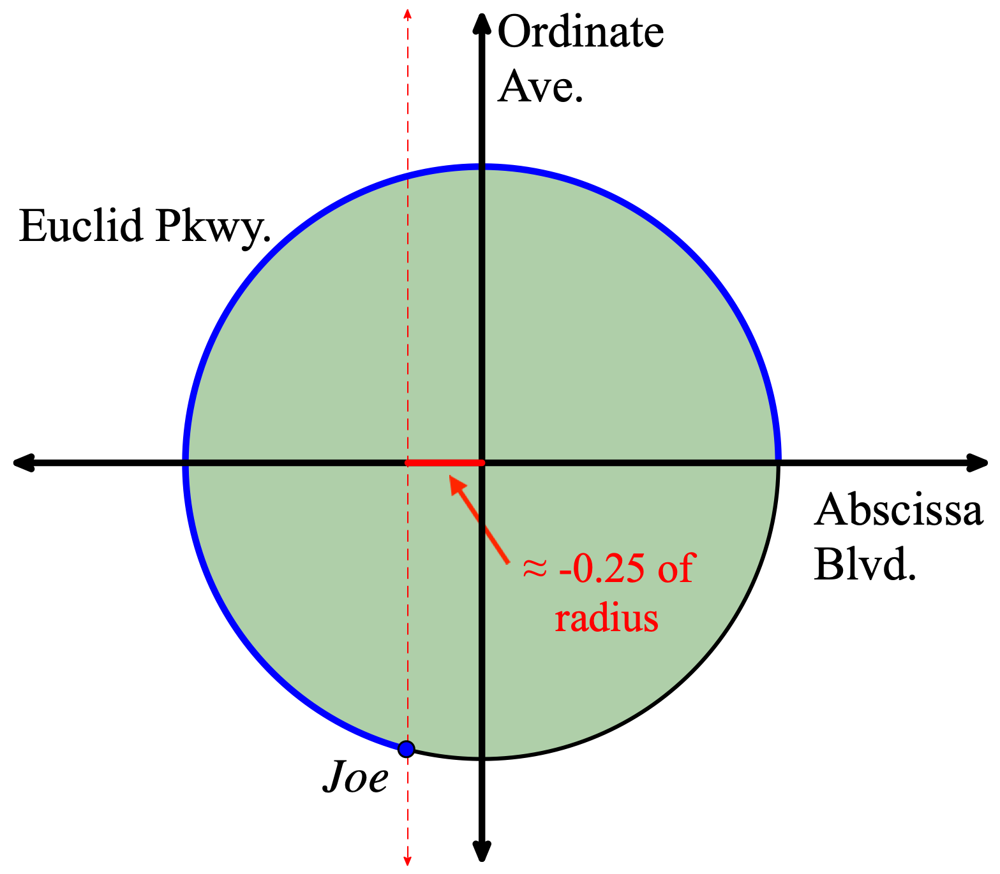 Ordinate
Ave.
Euclid Pkwy.
Abscissa
Blvd.
≈ -0.25 of
radius
Joe